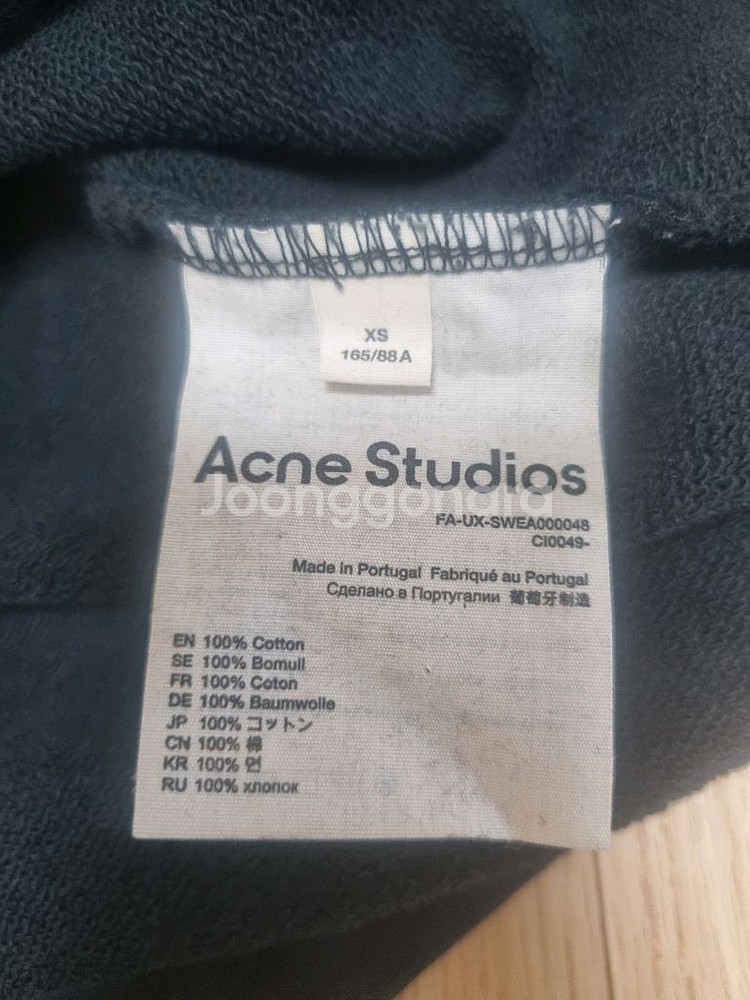 XS
165/88A
Acne Studios
Joonggonara
FA-UX-SWEA000048
CI0049-
Made in Portugal Fabriqué au Portugal
Сделано в Португалии 葡萄牙制造
EN 100% Cotton
SE 100% Bomull
FR 100% Coton
DE 100% Baumwolle
JP 100% コットン
CN 100% 棉
KR 100% 면
RU 100% хлопок